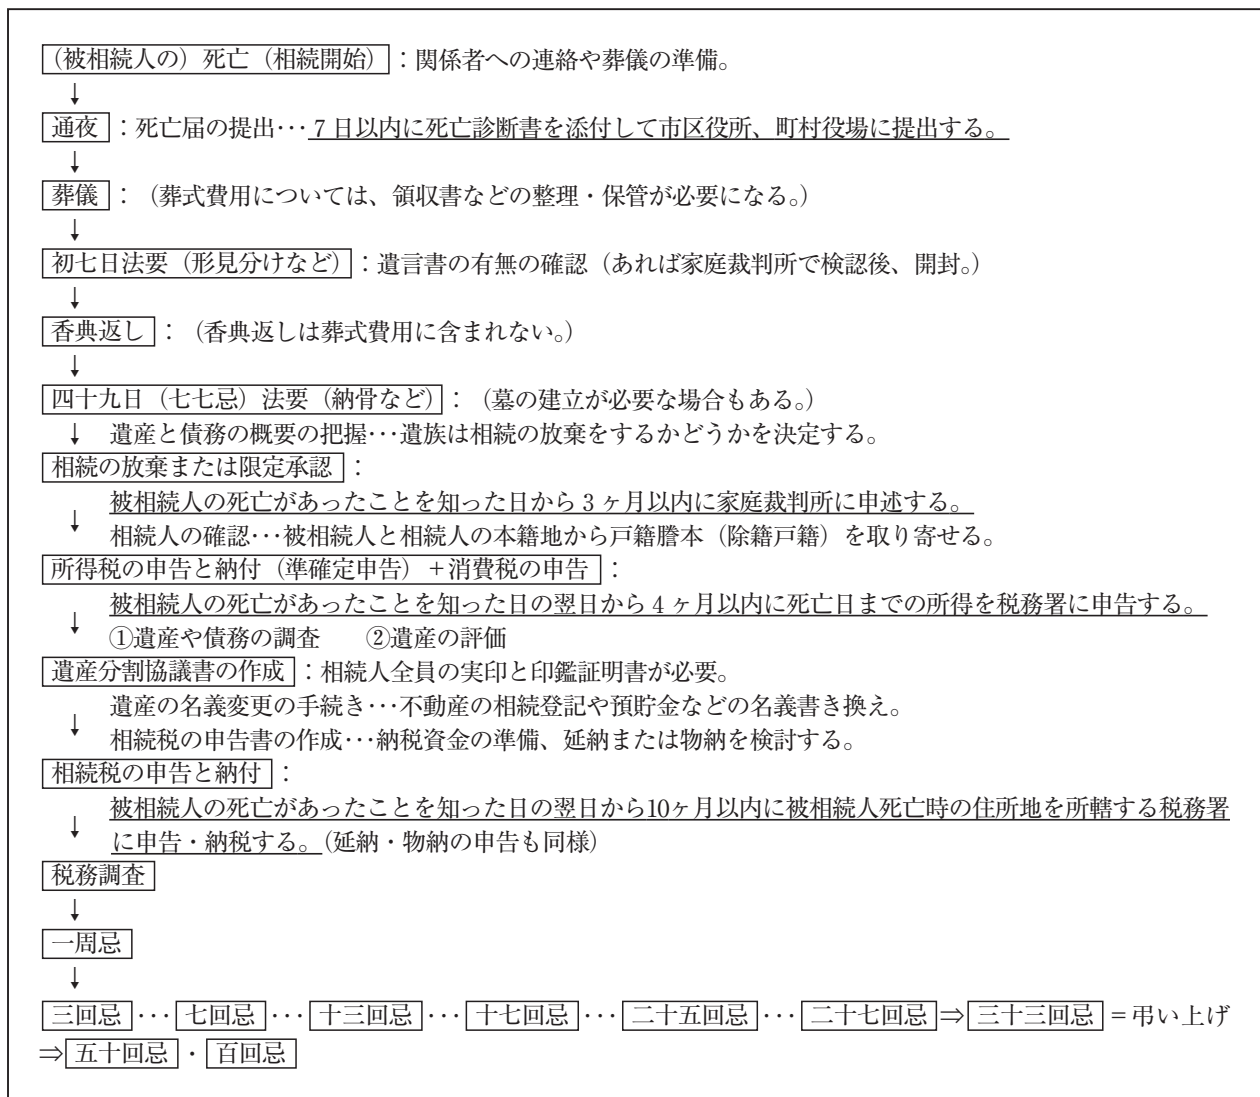 (被相続人の)死亡(相続開始):関係者への連絡や葬儀の準備。
↓
通夜:死亡届の提出…7日以内に死亡診断書を添付して市区役所、町村役場に提出する。
↓
葬儀:(葬式費用については、領収書などの整理・保管が必要になる。)
↓
初七日法要(形見分けなど):遺言書の有無の確認(あれば家庭裁判所で検認後、開封。)
↓
香典返し:(香典返しは葬式費用に含まれない。)
↓
四十九日(七七忌)法要(納骨など):(墓の建立が必要な場合もある。)
↓ 遺産と債務の概要の把握…遺族は相続の放棄をするかどうかを決定する。
相続の放棄または限定承認:
被相続人の死亡があったことを知った日から3ヶ月以内に家庭裁判所に申述する。
↓ 相続人の確認…被相続人と相続人の本籍地から戸籍謄本(除籍戸籍)を取り寄せる。
所得税の申告と納付(準確定申告)+消費税の申告:
被相続人の死亡があったことを知った日の翌日から4ヶ月以内に死亡日までの所得を税務署に申告する。
↓ ①遺産や債務の調査 ②遺産の評価
遺産分割協議書の作成:相続人全員の実印と印鑑証明書が必要。
遺産の名義変更の手続き…不動産の相続登記や預貯金などの名義書き換え。
↓ 相続税の申告書の作成…納税資金の準備、延納または物納を検討する。
相続税の申告と納付:
被相続人の死亡があったことを知った日の翌日から10ヶ月以内に被相続人死亡時の住所地を所轄する税務署
↓ に申告・納税する。(延納・物納の申告も同様)
税務調査
↓
一周忌
↓
三回忌…七回忌…十三回忌…十七回忌…二十五回忌…二十七回忌⇒三十三回忌=弔い上げ
⇒五十回忌・百回忌